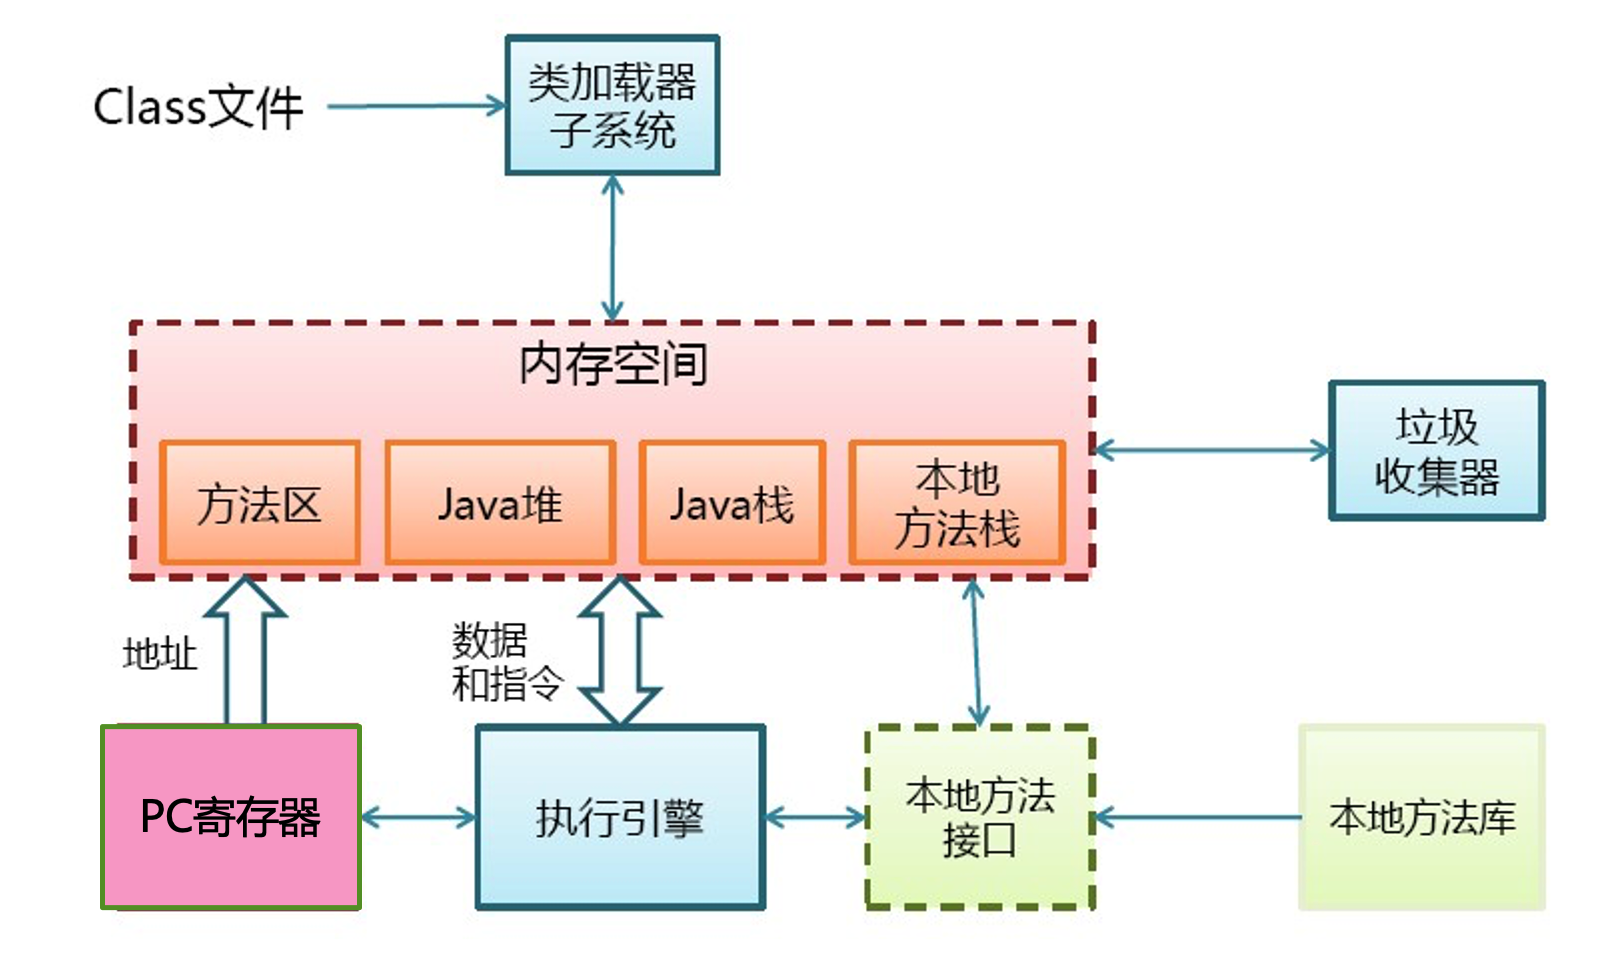 Class文件
类加载器
子系统
内存空间
方法区
Java堆
Java栈
本地
方法栈
垃圾
收集器
地址
数据
和指令
PC寄存器
执行引擎
本地方法
接口
本地方法库